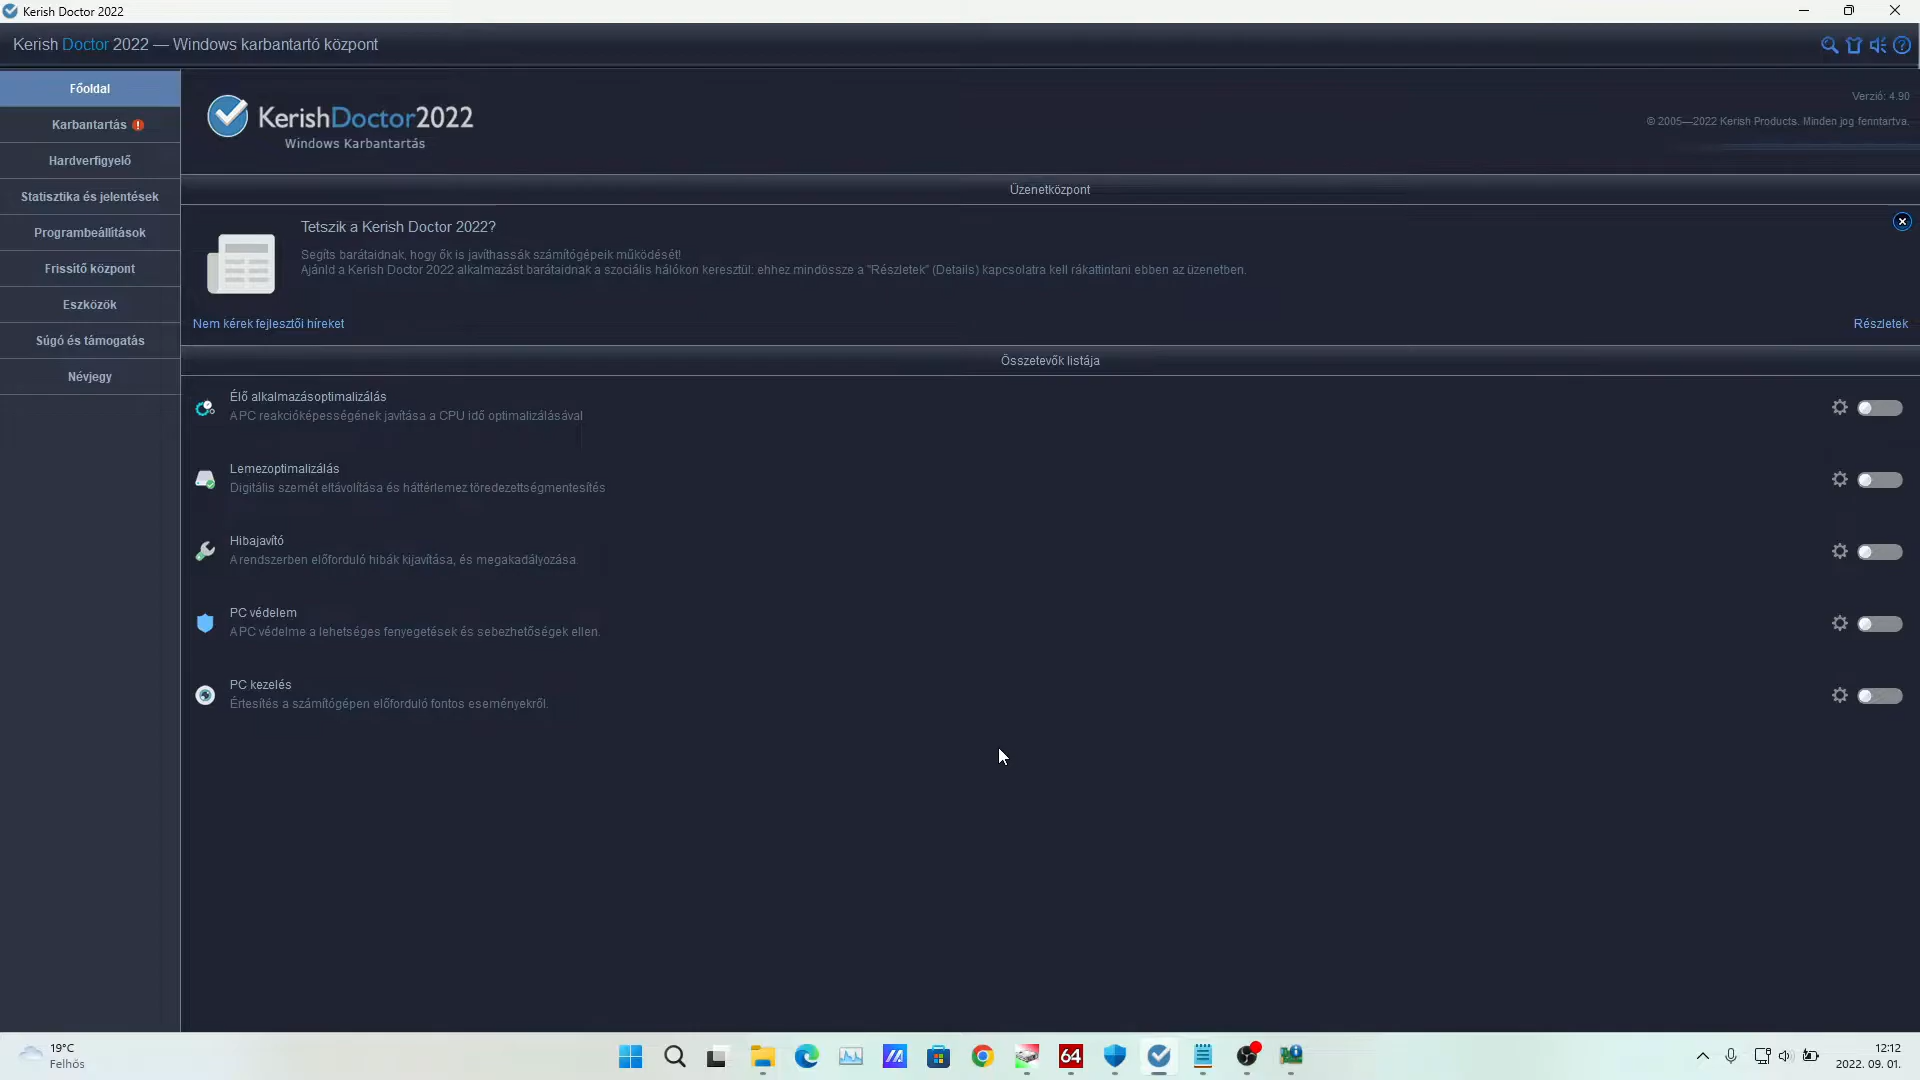 Kerish Doctor 2022
Kerish Doctor 2022 — Windows karbantartó központ
Főoldal
Karbantartás
Hardverfigyelő
Statisztika és jelentések
Programbeállítások
Frissítő központ
Eszközök
Súgó és támogatás
Névjegy
KerishDoctor2022
Windows Karbantartás
Verzió: 4.90
© 2005—2022 Kerish Products. Minden jog fenntartva.
Üzenetközpont
Tetszik a Kerish Doctor 2022?
Segíts barátaidnak, hogy ők is javíthassák számítógépeik működését!
Ajánld a Kerish Doctor 2022 alkalmazást barátaidnak a szociális hálókon keresztül: ehhez mindössze a "Részletek" (Details) kapcsolatra kell rákattintani ebben az üzenetben.
Nem kérek fejlesztői híreket
Részletek
Összetevők listája
Élő alkalmazásoptimalizálás
A PC reakcióképességének javítása a CPU idő optimalizálásával
Lemezoptimalizálás
Digitális szemét eltávolítása és háttérlemez töredezettségmentesítés
Hibajavító
A rendszerben előforduló hibák kijavítása, és megakadályozása.
PC védelem
A PC védelme a lehetséges fenyegetések és sebezhetőségek ellen.
PC kezelés
Értesítés a számítógépen előforduló fontos eseményekről.
19°C
Felhős
64
12:12
2022. 09. 01.